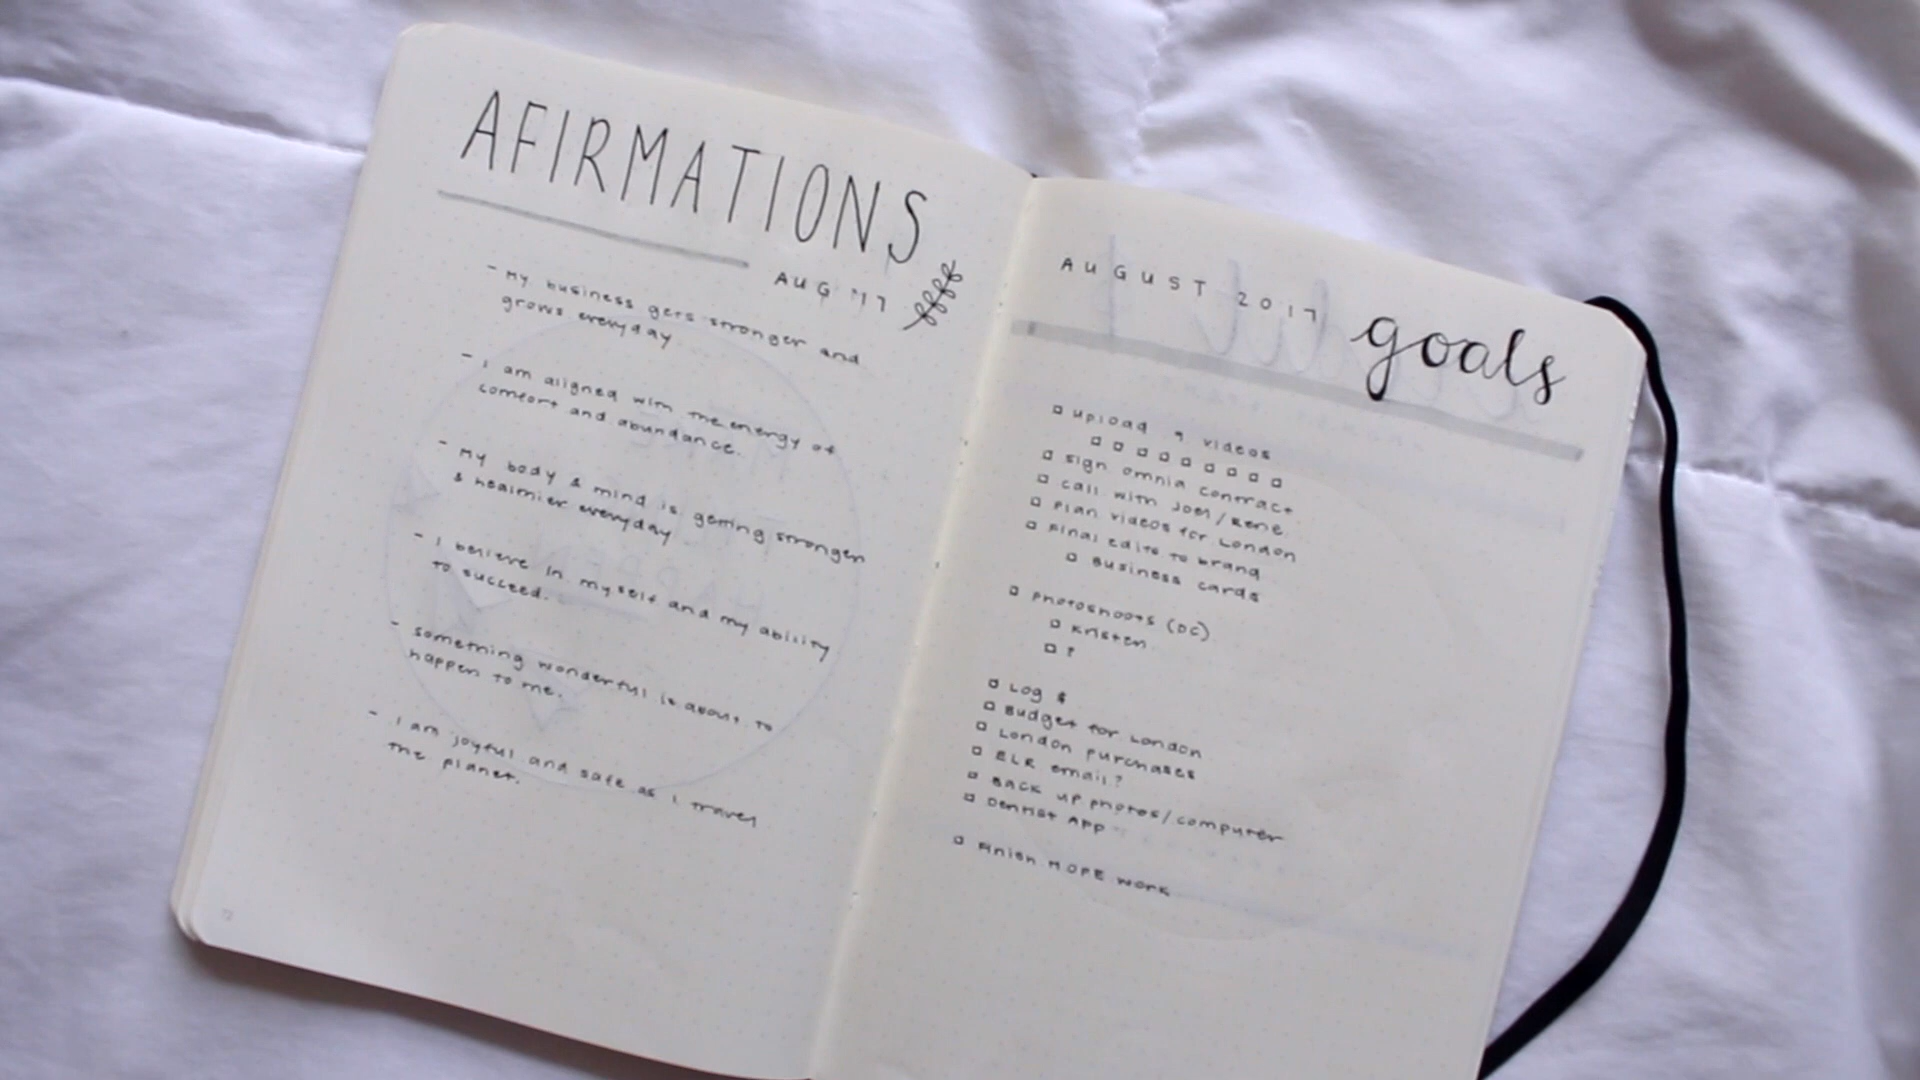 AFIRMATIONS
AUG '17
- My business gets stronger and
grows everyday
- I am aligned with the energy of
comfort and abundance.
- My body & mind is getting stronger
& healthier everyday
- I believe in myself and my ability
to succeed.
- something wonderful is about to
happen to me.
- I am joyful and safe as I travel
the planet.
AUGUST 2017
goals
□ upload 9 videos
□ □ □ □ □ □ □ □ □
□ sign omnia contract
□ call with Joei/Rene
□ Plan videos for London
□ Final edits to brand
□ Business cards
□ Photoshoots (DC)
□ Kristen
□ ?
□ Log $
□ Budget for London
□ London purchases
□ ELR email?
□ Back up photos/computer
□ Dentist App
□ Finish HOPE work